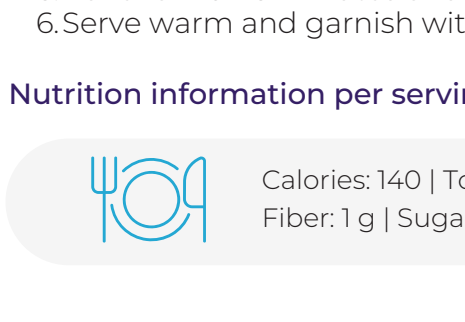 6.Serve warm and garnish wit
Nutrition information per servi
Calories: 140 | To
Fiber: 1 g | Suga